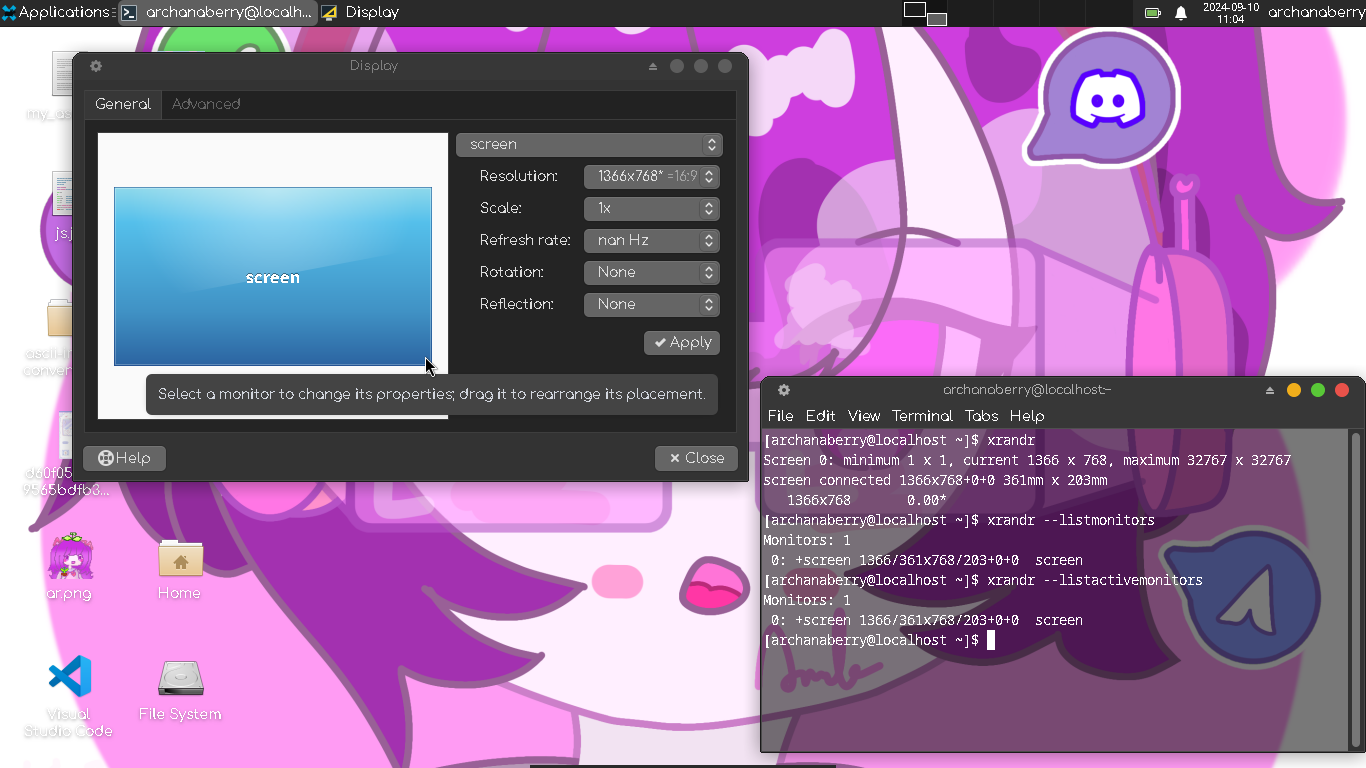 Applications archanaberry@localh... Display 2024-09-10 archanaberry
11:04
Display
General Advanced
screen
Resolution: 1366x768* =16:9
Scale: 1x
Refresh rate: nan Hz
Rotation: None
Reflection: None
Apply
screen
Select a monitor to change its properties; drag it to rearrange its placement.
Help Close
archanaberry@localhost:~
File Edit View Terminal Tabs Help
[archanaberry@localhost ~]$ xrandr
Screen 0: minimum 1 x 1, current 1366 x 768, maximum 32767 x 32767
screen connected 1366x768+0+0 361mm x 203mm
1366x768 0.00*
[archanaberry@localhost ~]$ xrandr --listmonitors
Monitors: 1
0: +screen 1366/361x768/203+0+0 screen
[archanaberry@localhost ~]$ xrandr --listactivemonitors
Monitors: 1
0: +screen 1366/361x768/203+0+0 screen
[archanaberry@localhost ~]$
ar.png
Home
Visual
Studio Code
File System